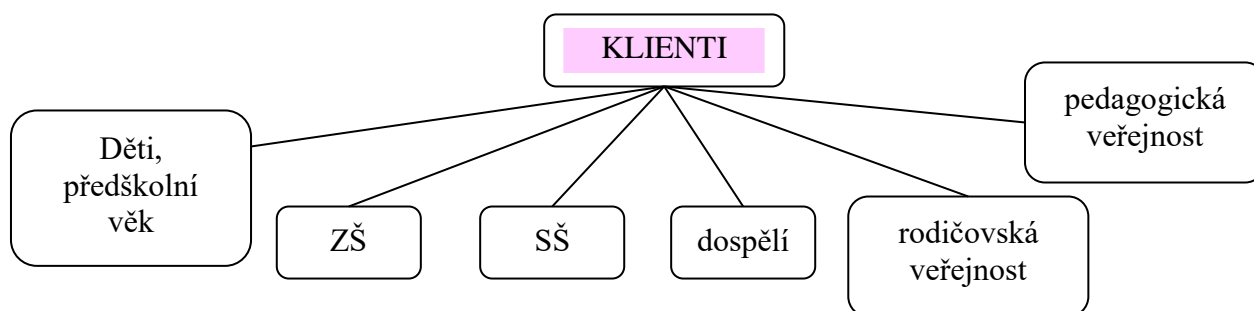 KLIENTI
Děti,
předškolní
věk
ZŠ
SŠ
dospělí
rodičovská
veřejnost
pedagogická
veřejnost